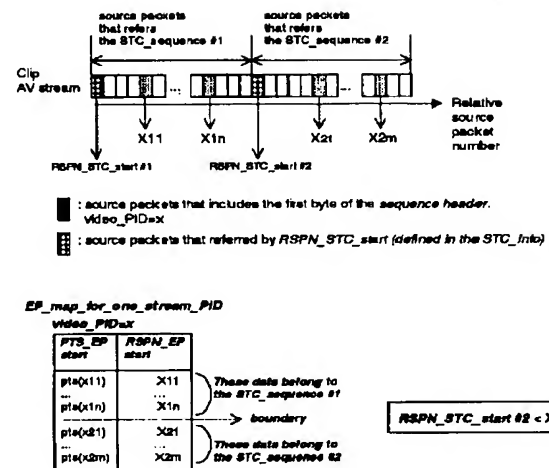 source packets
that refers
the STC_sequence #1
source packets
that refers
the STC_sequence #2
Clip
AV stream
...
...
Relative
source
packet
number
X11
X1n
X21
X2m
RSPN_STC_start #1
RSPN_STC_start #2
: source packets that includes the first byte of the sequence header.
video_PID=x
: source packets that referred by RSPN_STC_start (defined in the STC_Info)
EP_map_for_one_stream_PID
video_PID=x
PTS_EP start
RSPN_EP start
pts(x11) X11
... ...
pts(x1n) X1n
These data belong to
the STC_sequence #1
boundary
pts(x21) X21
... ...
pts(x2m) X2m
These data belong to
the STC_sequence #2
RSPN_STC_start #2 < X